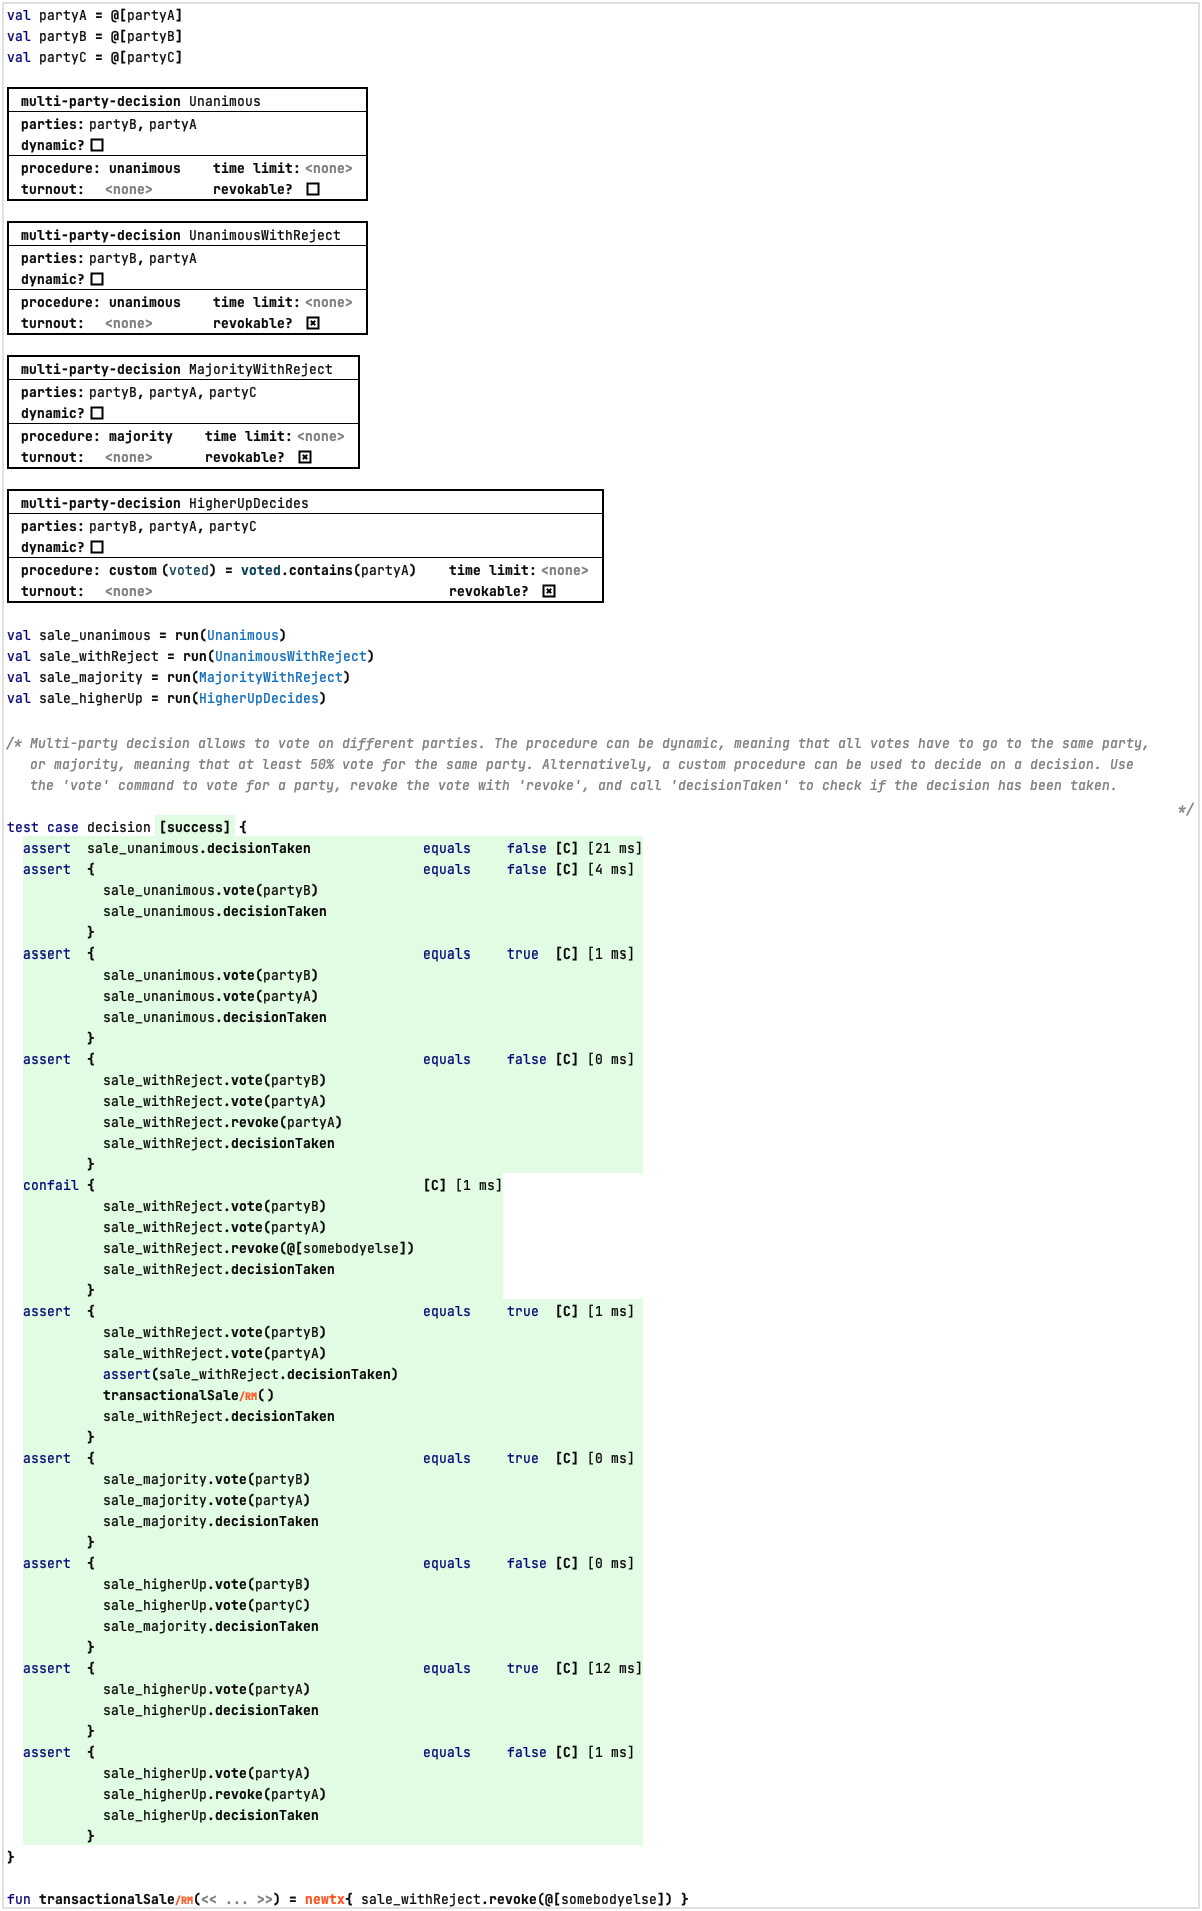 val partyA = @[partyA]
val partyB = @[partyB]
val partyC = @[partyC]
multi-party-decision Unanimous
parties: partyB, partyA
dynamic?
procedure: unanimous time limit: <none>
turnout: <none> revokable?
multi-party-decision UnanimousWithReject
parties: partyB, partyA
dynamic?
procedure: unanimous time limit: <none>
turnout: <none> revokable?
multi-party-decision MajorityWithReject
parties: partyB, partyA, partyC
dynamic?
procedure: majority time limit: <none>
turnout: <none> revokable?
multi-party-decision HigherUpDecides
parties: partyB, partyA, partyC
dynamic?
procedure: custom (voted) = voted.contains(partyA) time limit: <none>
turnout: <none> revokable?
val sale_unanimous = run(Unanimous)
val sale_withReject = run(UnanimousWithReject)
val sale_majority = run(MajorityWithReject)
val sale_higherUp = run(HigherUpDecides)
/* Multi-party decision allows to vote on different parties. The procedure can be dynamic, meaning that all votes have to go to the same party,
or majority, meaning that at least 50% vote for the same party. Alternatively, a custom procedure can be used to decide on a decision. Use
the 'vote' command to vote for a party, revoke the vote with 'revoke', and call 'decisionTaken' to check if the decision has been taken.
*/
test case decision [success] {
assert sale_unanimous.decisionTaken equals false [C] [21 ms]
assert { equals false [C] [4 ms]
sale_unanimous.vote(partyB)
sale_unanimous.decisionTaken
}
assert { equals true [C] [1 ms]
sale_unanimous.vote(partyB)
sale_unanimous.vote(partyA)
sale_unanimous.decisionTaken
}
assert { equals false [C] [0 ms]
sale_withReject.vote(partyB)
sale_withReject.vote(partyA)
sale_withReject.revoke(partyA)
sale_withReject.decisionTaken
}
confail { [C] [1 ms]
sale_withReject.vote(partyB)
sale_withReject.vote(partyA)
sale_withReject.revoke(@[somebodyelse])
sale_withReject.decisionTaken
}
assert { equals true [C] [1 ms]
sale_withReject.vote(partyB)
sale_withReject.vote(partyA)
assert(sale_withReject.decisionTaken)
transactionalSale/RM()
sale_withReject.decisionTaken
}
assert { equals true [C] [0 ms]
sale_majority.vote(partyB)
sale_majority.vote(partyA)
sale_majority.decisionTaken
}
assert { equals false [C] [0 ms]
sale_higherUp.vote(partyB)
sale_higherUp.vote(partyC)
sale_majority.decisionTaken
}
assert { equals true [C] [12 ms]
sale_higherUp.vote(partyA)
sale_higherUp.decisionTaken
}
assert { equals false [C] [1 ms]
sale_higherUp.vote(partyA)
sale_higherUp.revoke(partyA)
sale_higherUp.decisionTaken
}
}
fun transactionalSale/RM(<< ... >>) = newtx{ sale_withReject.revoke(@[somebodyelse]) }